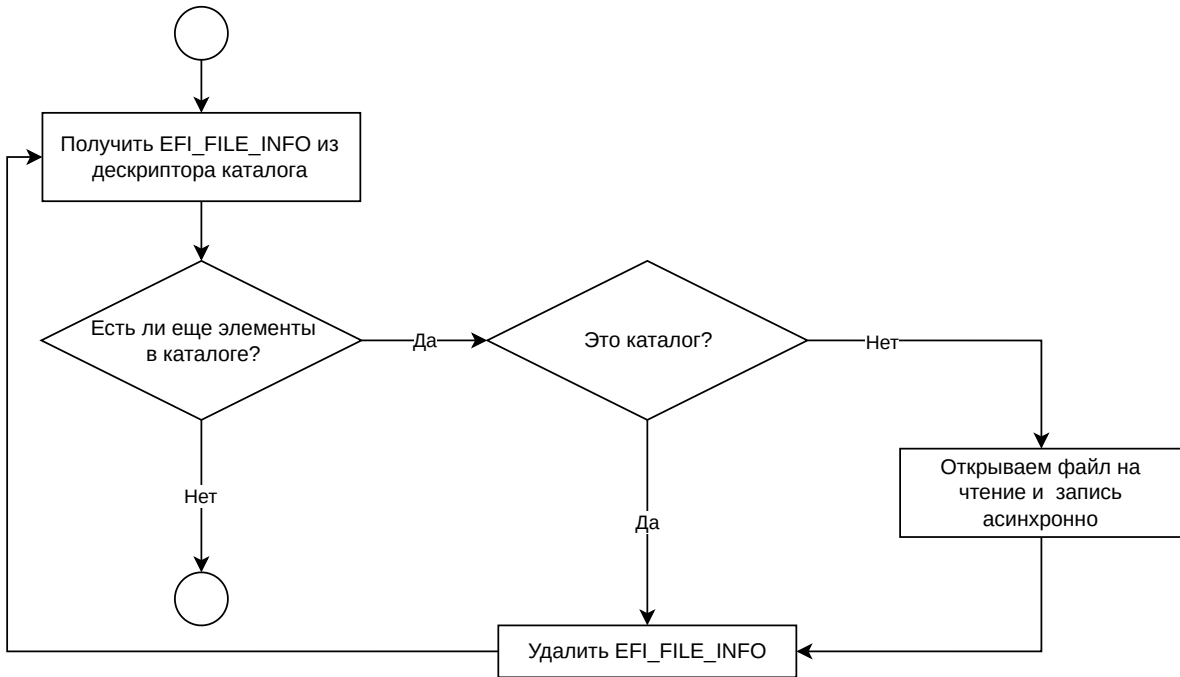 Получить EFI_FILE_INFO из
дескриптора каталога
Есть ли еще элементы
в каталоге?
Да
Это каталог?
Нет
Открываем файл на
чтение и  запись
асинхронно
Нет
Да
Удалить EFI_FILE_INFO